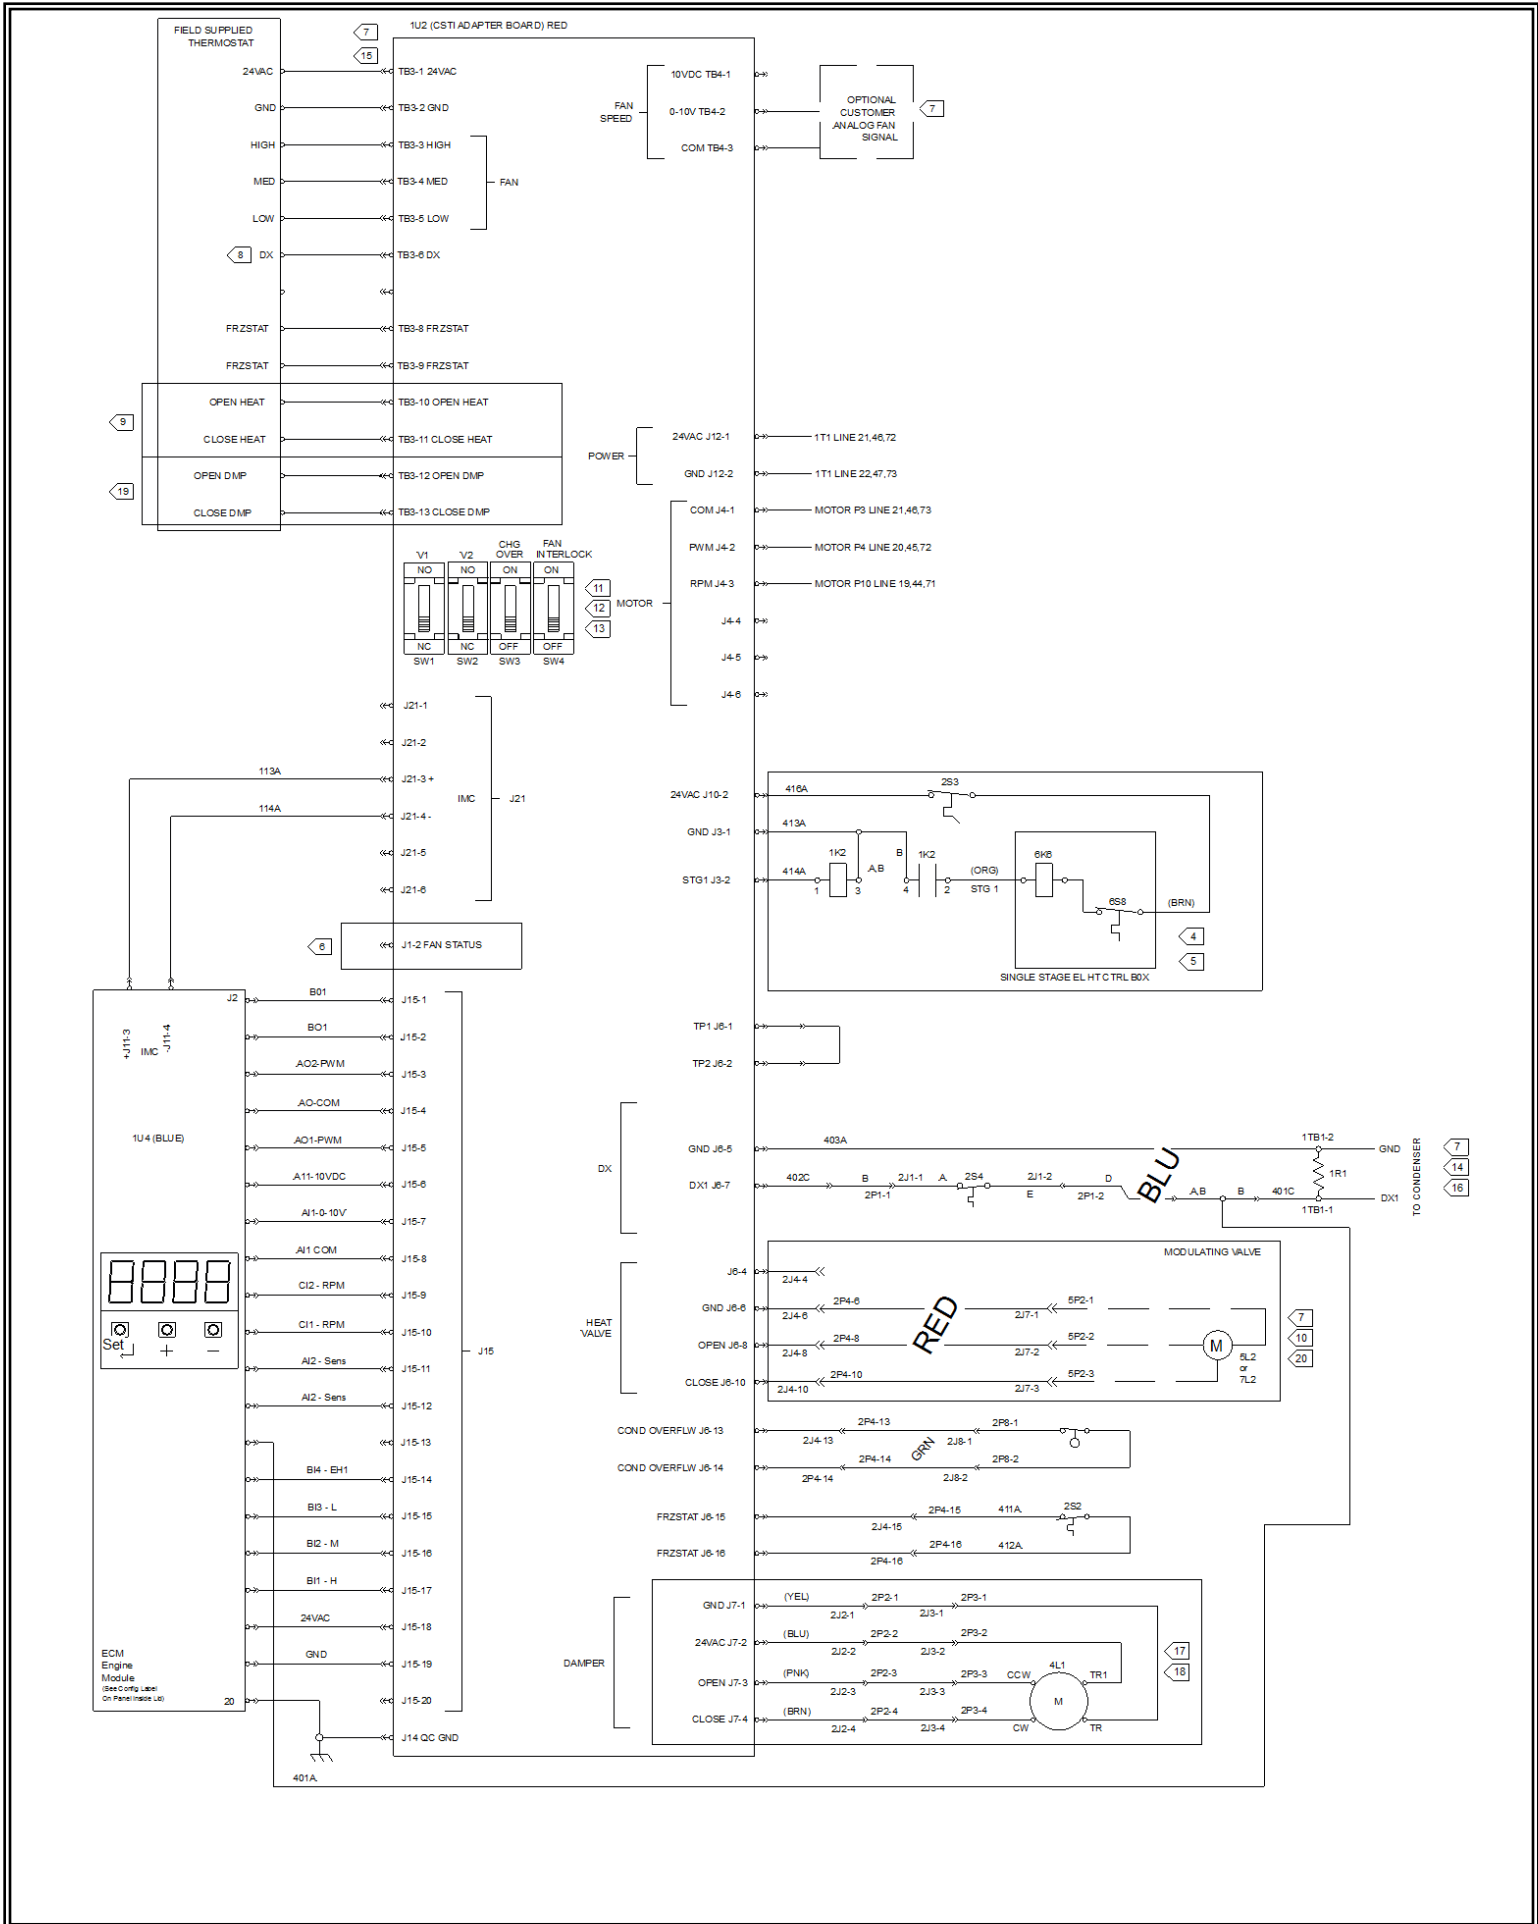 1U2 (CSTI ADAPTER BOARD) RED
FIELD SUPPLIED
THERMOSTAT
7
15
24VAC
TB3-1 24VAC
GND
TB3-2 GND
HIGH
TB3-3 HIGH
MED
TB3-4 MED
FAN
LOW
TB3-5 LOW
8
DX
TB3-6 DX
FRZSTAT
TB3-8 FRZSTAT
FRZSTAT
TB3-9 FRZSTAT
OPEN HEAT
TB3-10 OPEN HEAT
9
CLOSE HEAT
TB3-11 CLOSE HEAT
OPEN DMP
TB3-12 OPEN DMP
19
CLOSE DMP
TB3-13 CLOSE DMP
10VDC TB4-1
FAN
SPEED
0-10V TB4-2
COM TB4-3
OPTIONAL
CUSTOMER
ANALOG FAN
SIGNAL
7
24VAC J12-1
1T1 LINE 21,46,72
POWER
GND J12-2
1T1 LINE 22,47,73
COM J4-1
MOTOR P3 LINE 21,46,73
PWM J4-2
MOTOR P4 LINE 20,45,72
RPM J4-3
MOTOR P10 LINE 19,44,71
MOTOR
J4-4
J4-5
J4-6
V1
V2
CHG
OVER
FAN
INTERLOCK
NO
NO
ON
ON
NC
NC
OFF
OFF
SW1
SW2
SW3
SW4
11
12
13
J21-1
J21-2
113A
J21-3 +
IMC
J21
114A
J21-4 -
J21-5
J21-6
6
J1-2 FAN STATUS
24VAC J10-2
416A
2S3
GND J3-1
413A
1K2
A,B
B
1K2
6K6
STG1 J3-2
414A
1
3
4
2
(ORG)
STG 1
6S8
(BRN)
4
5
SINGLE STAGE EL HT CTRL BOX
J2
+J11-3
IMC
-J11-4
1U4 (BLUE)
B01
J15-1
BO1
J15-2
AO2-PWM
J15-3
AO-COM
J15-4
AO1-PWM
J15-5
A11-10VDC
J15-6
AI1-0-10V
J15-7
AI1 COM
J15-8
CI2 - RPM
J15-9
CI1 - RPM
J15-10
AI2 - Sens
J15-11
AI2 - Sens
J15-12
J15-13
BI4 - EH1
J15-14
BI3 - L
J15-15
BI2 - M
J15-16
BI1 - H
J15-17
24VAC
J15-18
GND
J15-19
20
J15-20
J15
J14 QC GND
401A
Set
+
−
ECM
Engine
Module
(See Config Label
On Panel Inside Lid)
TP1 J6-1
TP2 J6-2
DX
GND J6-5
403A
1TB1-2
GND
DX1 J6-7
402C
B
2P1-1
2J1-1
A
2S4
2J1-2
E
2P1-2
D
BLU
A,B
B
401C
1R1
1TB1-1
DX1
TO CONDENSER
7
14
16
MODULATING VALVE
J6-4
2J4-4
HEAT
VALVE
GND J6-6
2P4-6
2J4-6
2J7-1
5P2-1
OPEN J6-8
2P4-8
2J4-8
RED
2J7-2
5P2-2
CLOSE J6-10
2P4-10
2J4-10
2J7-3
5P2-3
M
5L2
or
7L2
7
10
20
COND OVERFLW J6-13
2J4-13
2P4-13
2J8-1
2P8-1
GRN
COND OVERFLW J6-14
2P4-14
2P4-14
2J8-2
2P8-2
FRZSTAT J6-15
2J4-15
2P4-15
411A
2S2
FRZSTAT J6-16
2P4-16
2P4-16
412A
DAMPER
GND J7-1
(YEL)
2J2-1
2P2-1
2J3-1
2P3-1
24VAC J7-2
(BLU)
2J2-2
2P2-2
2J3-2
2P3-2
OPEN J7-3
(PNK)
2J2-3
2P2-3
2J3-3
2P3-3
CCW
4L1
TR1
CLOSE J7-4
(BRN)
2J2-4
2P2-4
2J3-4
2P3-4
CW
M
TR
17
18